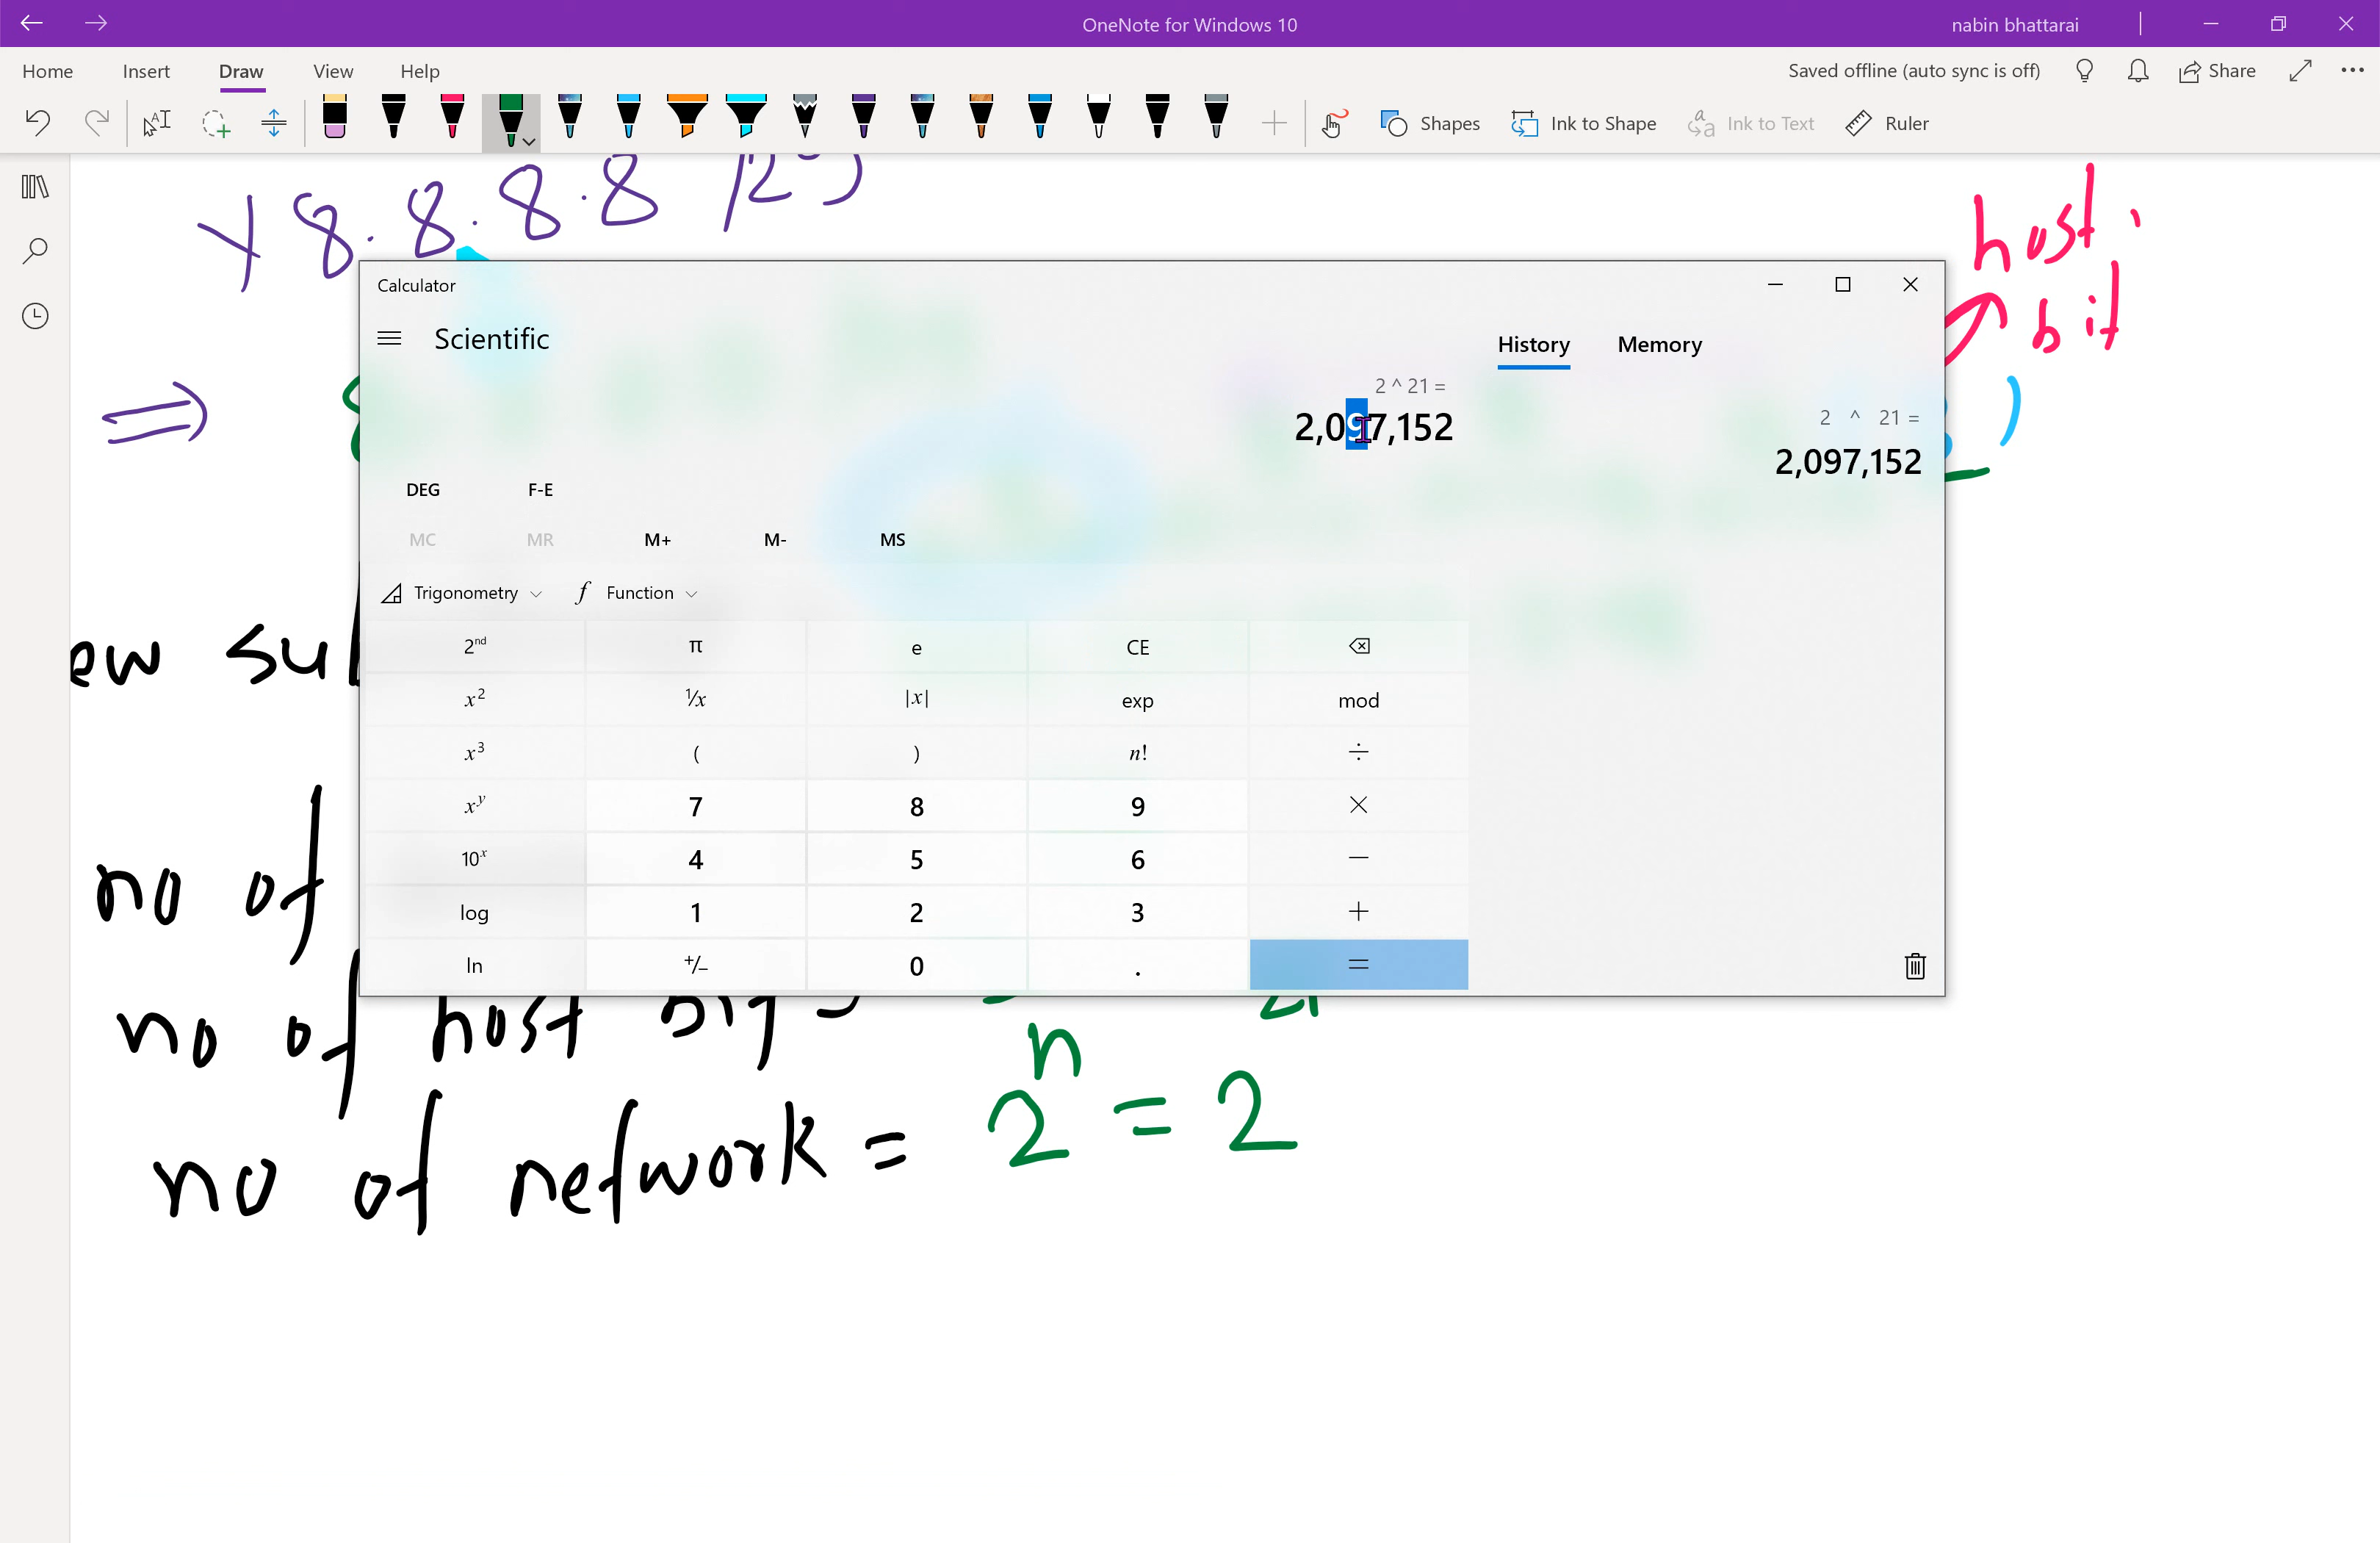 OneNote for Windows 10
nabin bhattarai
Home Insert Draw View Help
Saved offline (auto sync is off)
Share
Shapes
Ink to Shape
Ink to Text
Ruler
8.8.8.8
host
bit
Calculator
Scientific
History Memory
2 ^ 21 =
2,097,152
2 ^ 21 =
2,097,152
DEG F-E
MC MR M+ M- MS
Trigonometry Function
2nd π e CE
x2 1/x |x| exp mod
x3 ( ) n! ÷
xy 7 8 9 ×
10x 4 5 6 −
log 1 2 3 +
ln +/− 0 . =
no of
no of host
21
no of network = 2n = 2